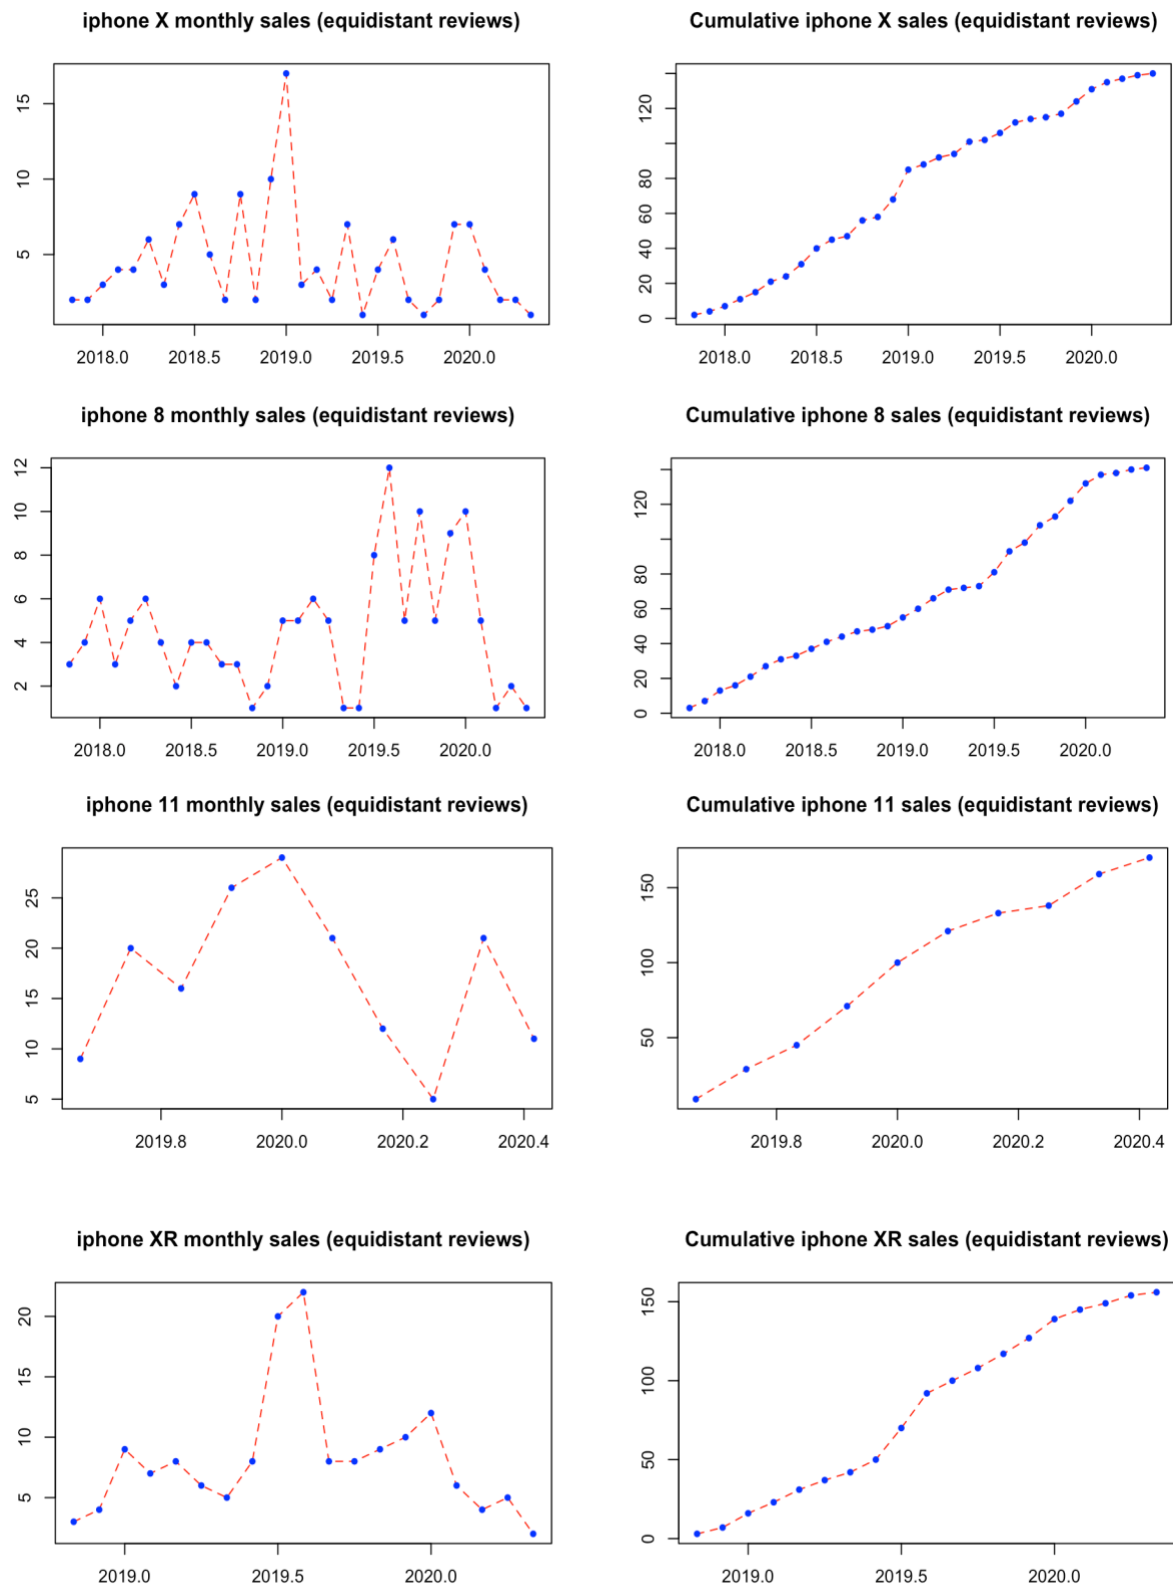 iphone X monthly sales (equidistant reviews)
15
10
5
2018.0 2018.5 2019.0 2019.5 2020.0
Cumulative iphone X sales (equidistant reviews)
120
80
60
40
20
0
2018.0 2018.5 2019.0 2019.5 2020.0
iphone 8 monthly sales (equidistant reviews)
12
10
8
6
4
2
2018.0 2018.5 2019.0 2019.5 2020.0
Cumulative iphone 8 sales (equidistant reviews)
120
80
60
40
20
0
2018.0 2018.5 2019.0 2019.5 2020.0
iphone 11 monthly sales (equidistant reviews)
25
20
15
10
5
2019.8 2020.0 2020.2 2020.4
Cumulative iphone 11 sales (equidistant reviews)
150
100
50
2019.8 2020.0 2020.2 2020.4
iphone XR monthly sales (equidistant reviews)
20
15
10
5
2019.0 2019.5 2020.0
Cumulative iphone XR sales (equidistant reviews)
150
100
50
0
2019.0 2019.5 2020.0